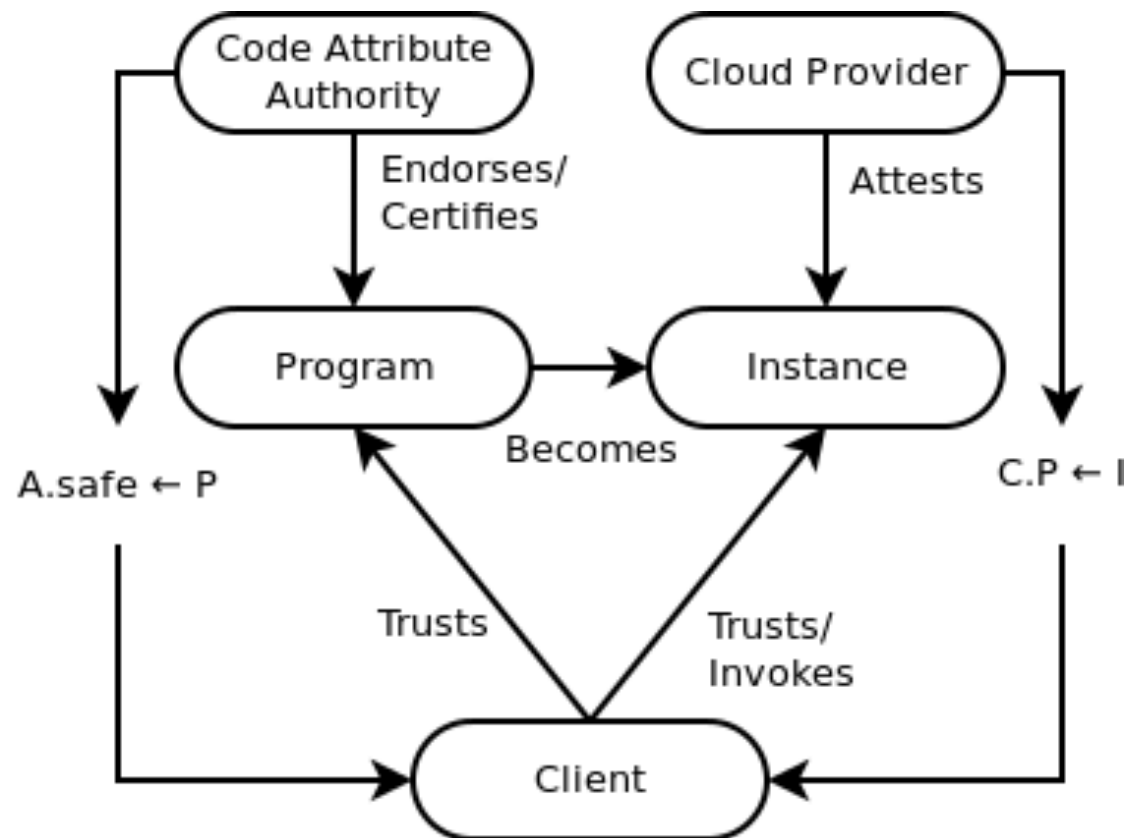 Code Attribute
Authority
Cloud Provider
Endorses/
Certifies
Attests
Program
Instance
Becomes
A.safe ← P
C.P ← I
Trusts
Trusts/
Invokes
Client